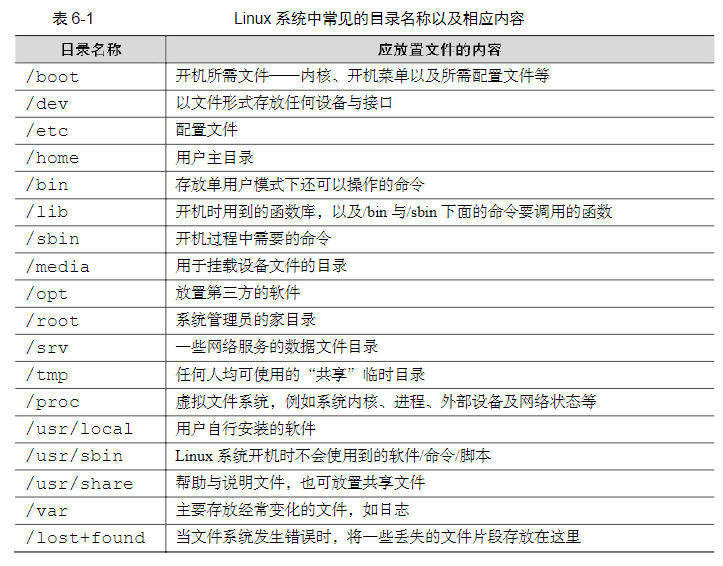 表 6-1 Linux 系统中常见的目录名称以及相应内容
目录名称 应放置文件的内容
/boot 开机所需文件——内核、开机菜单以及所需配置文件等
/dev 以文件形式存放任何设备与接口
/etc 配置文件
/home 用户主目录
/bin 存放单用户模式下还可以操作的命令
/lib 开机时用到的函数库，以及/bin 与/sbin 下面的命令要调用的函数
/sbin 开机过程中需要的命令
/media 用于挂载设备文件的目录
/opt 放置第三方的软件
/root 系统管理员的家目录
/srv 一些网络服务的数据文件目录
/tmp 任何人均可使用的“共享”临时目录
/proc 虚拟文件系统，例如系统内核、进程、外部设备及网络状态等
/usr/local 用户自行安装的软件
/usr/sbin Linux 系统开机时不会使用到的软件/命令/脚本
/usr/share 帮助与说明文件，也可放置共享文件
/var 主要存放经常变化的文件，如日志
/lost+found 当文件系统发生错误时，将一些丢失的文件片段存放在这里